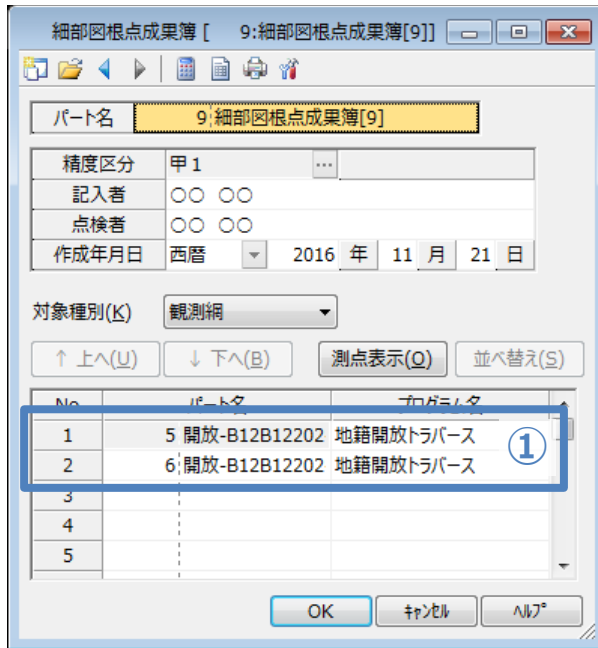 細部図根点成果簿 [ 9:細部図根点成果簿[9]]
パート名 9 細部図根点成果簿[9]
精度区分 甲1 ...
記入者 ○○ ○○
点検者 ○○ ○○
作成年月日 西暦 2016 年 11 月 21 日
対象種別(K) 観測網
↑ 上へ(U) ↓ 下へ(B) 測点表示(O) 並べ替え(S)
No パート名 プログラム名
1 5 開放-B12B12202 地籍開放トラバース
2 6 開放-B12B12202 地籍開放トラバース
①
3
4
5
OK ｷｬﾝｾﾙ ﾍﾙﾌﾟ